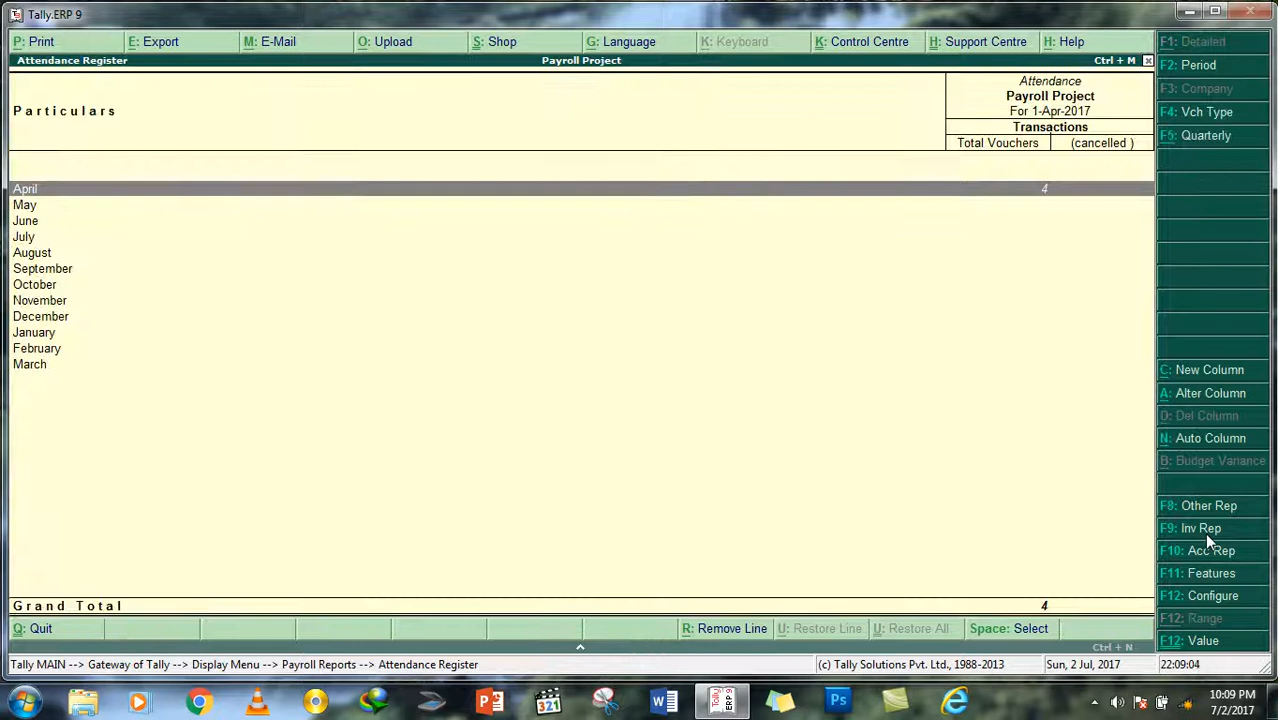 Tally.ERP 9
P: Print
E: Export
M: E-Mail
O: Upload
S: Shop
G: Language
K: Keyboard
K: Control Centre
H: Support Centre
H: Help
Attendance Register
Payroll Project
Ctrl + M
Particulars
Attendance
Payroll Project
For 1-Apr-2017
Transactions
Total Vouchers
(cancelled )
April 4
May
June
July
August
September
October
November
December
January
February
March
Grand Total 4
F1: Detailed
F2: Period
F3: Company
F4: Vch Type
F5: Quarterly
C: New Column
A: Alter Column
D: Del Column
N: Auto Column
B: Budget Variance
F8: Other Rep
F9: Inv Rep
F10: Acc Rep
F11: Features
F12: Configure
F12: Range
F12: Value
Q: Quit
R: Remove Line
U: Restore Line
U: Restore All
Space: Select
Ctrl + N
Tally MAIN --> Gateway of Tally --> Display Menu --> Payroll Reports --> Attendance Register
(c) Tally Solutions Pvt. Ltd., 1988-2013
Sun, 2 Jul, 2017
22:09:04
321
Tally
ERP 9
Ps
10:09 PM
7/2/2017